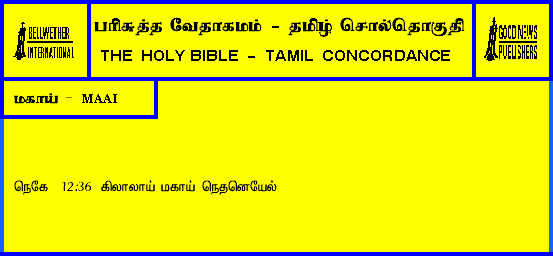 BELLWETHER
INTERNATIONAL
பரிசுத்த வேதாகமம் - தமிழ் சொல்தொகுதி
THE HOLY BIBLE - TAMIL CONCORDANCE
GOOD NEWS
PUBLISHERS
மகாய் - MAAI
நெகே 12:36 கிலாலாய் மகாய் நெதனெயேல்